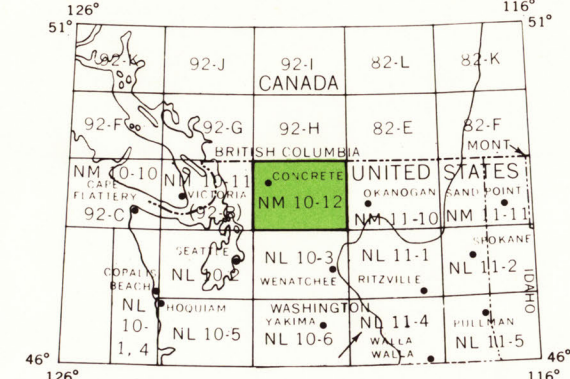 126° 116°
51° 51°
92-K 92-J 92-I 82-L 82-K
CANADA
92-F 92-G 92-H 82-E 82-F
MONT
BRITISH COLUMBIA
NM 10-10 NM 10-11 CONCRETE UNITED STATES
CAPE FLATTERY VICTORIA NM 10-12 OKANOGAN SAND POINT
92-C NM 11-10 NM 11-11
SEATTLE SPOKANE
NL 10-2 NL 10-3 NL 11-1 NL 11-2
COPALIS BEACH WENATCHEE RITZVILLE IDAHO
NL 10-1, 4 HOQUIAM WASHINGTON
YAKIMA NL 11-4 PULLMAN
NL 10-5 NL 10-6 WALLA WALLA NL 11-5
46° 46°
126° 116°